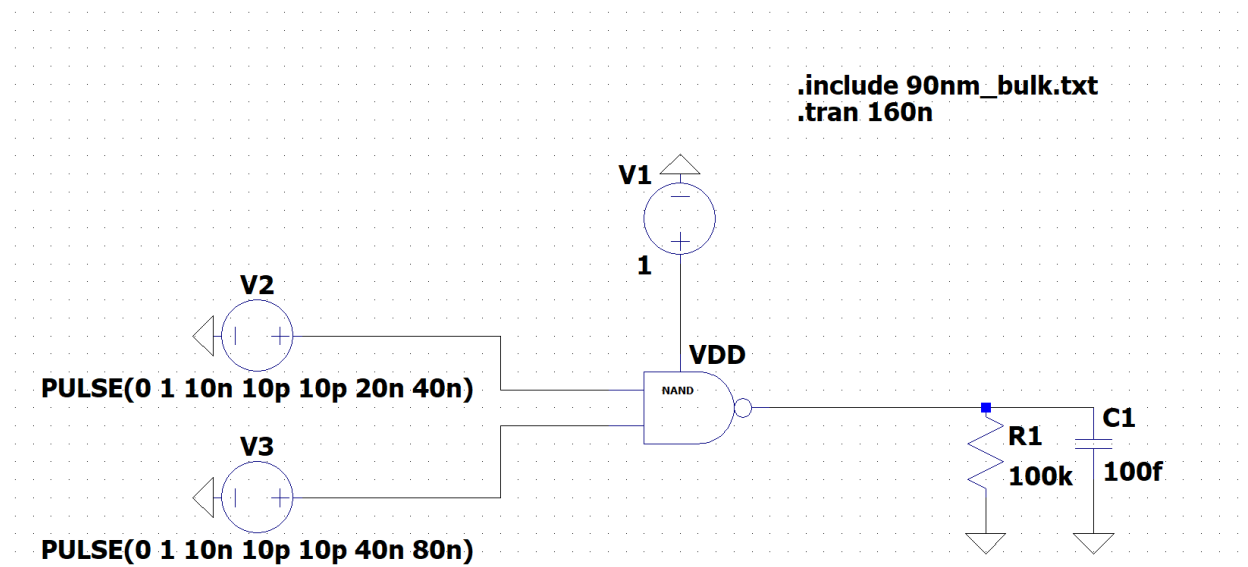 .include 90nm_bulk.txt
.tran 160n
V1
1
V2
PULSE(0 1 10n 10p 10p 20n 40n)
VDD
NAND
V3
PULSE(0 1 10n 10p 10p 40n 80n)
R1
100k
C1
100f